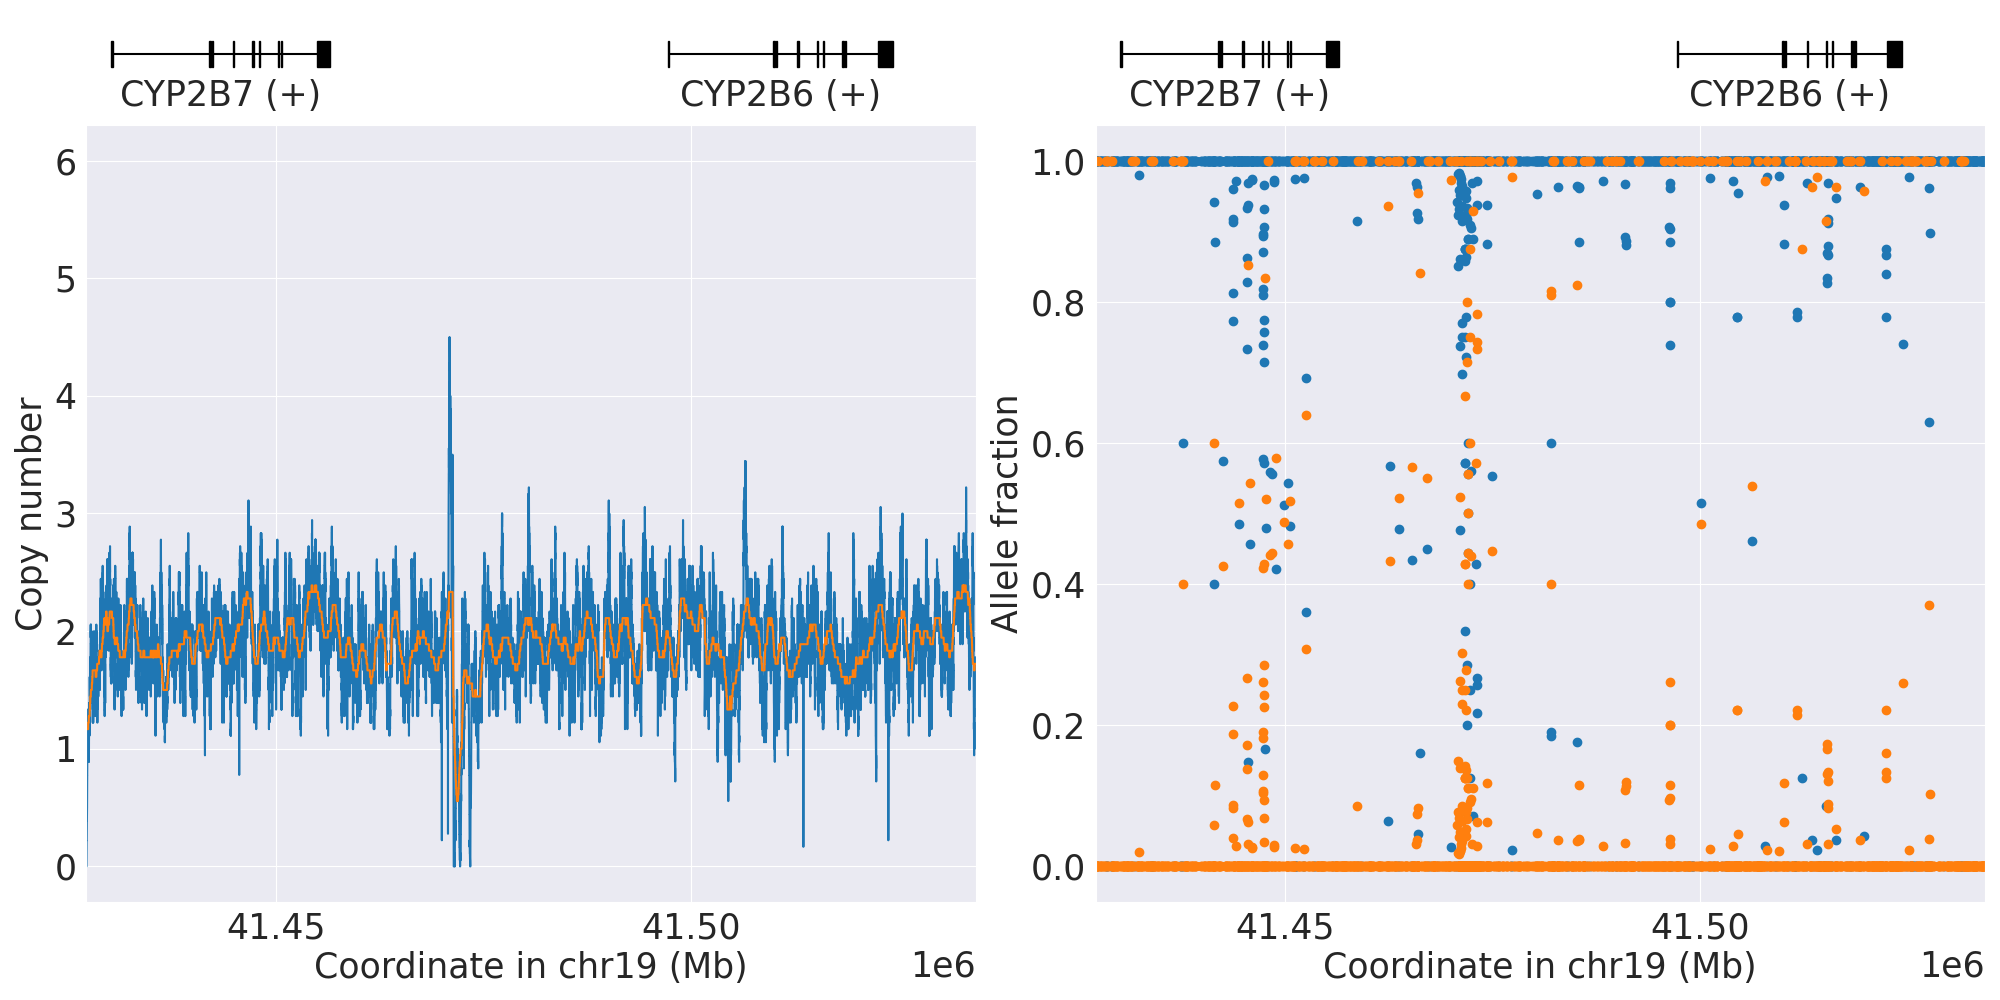 CYP2B7 (+) CYP2B6 (+)
CYP2B7 (+) CYP2B6 (+)
6
5
4
3
2
1
0
Copy number
41.45 41.50
Coordinate in chr19 (Mb)
1e6
1.0
0.8
0.6
0.4
0.2
0.0
Allele fraction
41.45 41.50
Coordinate in chr19 (Mb)
1e6